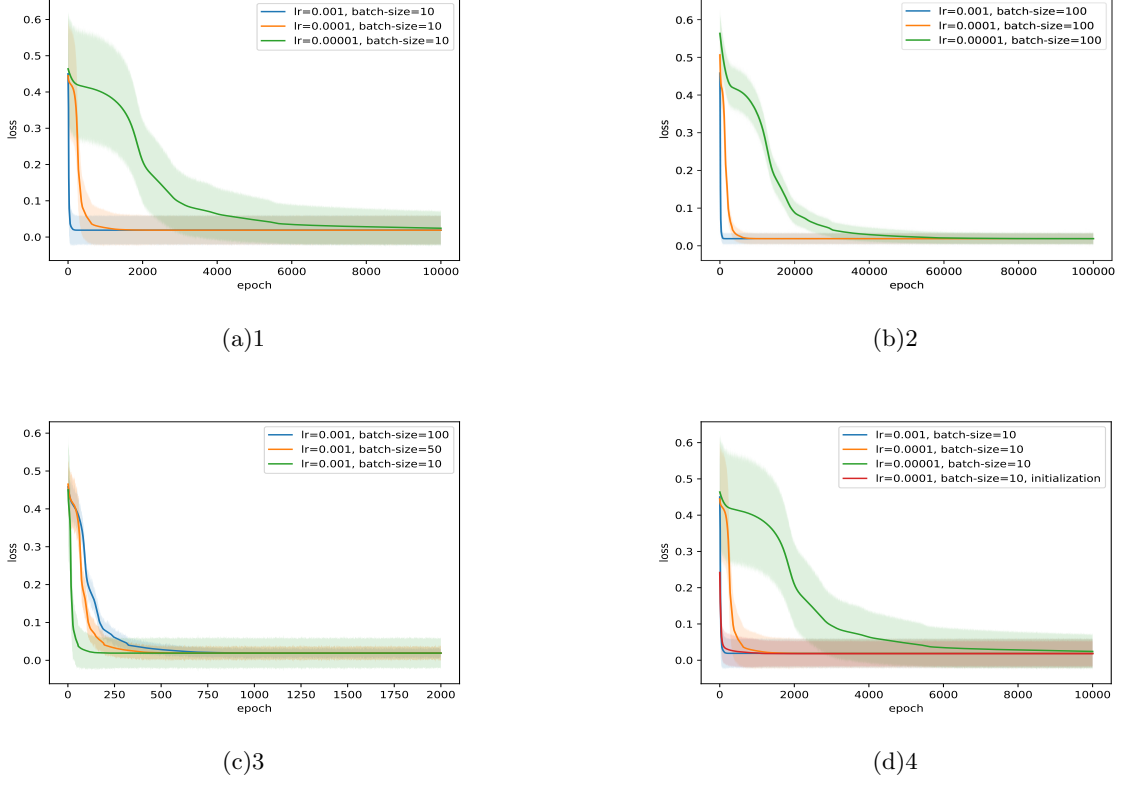 lr=0.001, batch-size=10
lr=0.0001, batch-size=10
lr=0.00001, batch-size=10
0.6
0.5
0.4
0.3
0.2
0.1
0.0
loss
0 2000 4000 6000 8000 10000
epoch
(a)1
lr=0.001, batch-size=100
lr=0.0001, batch-size=100
lr=0.00001, batch-size=100
0.6
0.5
0.4
0.3
0.2
0.1
0.0
loss
0 20000 40000 60000 80000 100000
epoch
(b)2
lr=0.001, batch-size=100
lr=0.001, batch-size=50
lr=0.001, batch-size=10
0.6
0.5
0.4
0.3
0.2
0.1
0.0
loss
0 250 500 750 1000 1250 1500 1750 2000
epoch
(c)3
lr=0.001, batch-size=10
lr=0.0001, batch-size=10
lr=0.00001, batch-size=10
lr=0.0001, batch-size=10, initialization
0.6
0.5
0.4
0.3
0.2
0.1
0.0
loss
0 2000 4000 6000 8000 10000
epoch
(d)4